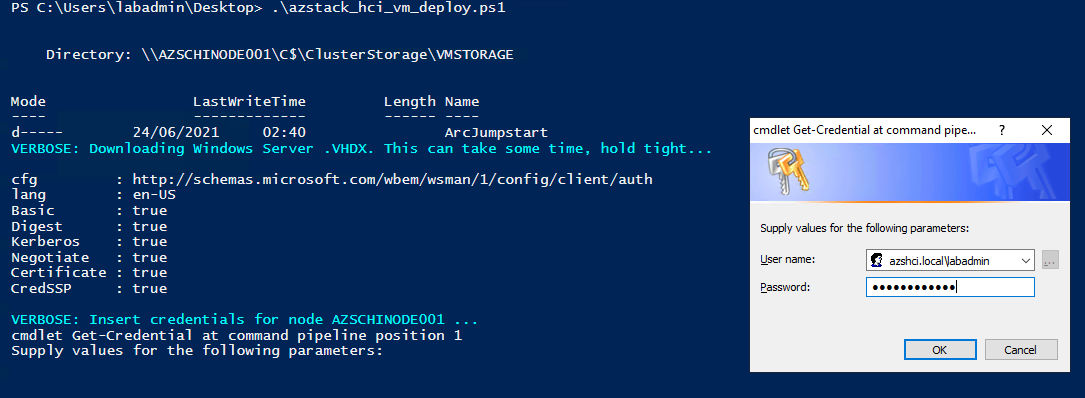 PS C:\Users\labadmin\Desktop> .\azstack_hci_vm_deploy.ps1
Directory: \\AZSCHINODE001\C$\ClusterStorage\VMSTORAGE
Mode LastWriteTime Length Name
---- ------------- ------ ----
d----- 24/06/2021 02:40 ArcJumpstart
VERBOSE: Downloading Windows Server .VHDX. This can take some time, hold tight...
cfg : http://schemas.microsoft.com/wbem/wsman/1/config/client/auth
lang : en-US
Basic : true
Digest : true
Kerberos : true
Negotiate : true
Certificate : true
CredSSP : true
VERBOSE: Insert credentials for node AZSCHINODE001 ...
cmdlet Get-Credential at command pipeline position 1
Supply values for the following parameters:
cmdlet Get-Credential at command pipe... ?
Supply values for the following parameters:
User name: azshci.local\labadmin ...
Password: ●●●●●●●●●●●●
OK Cancel